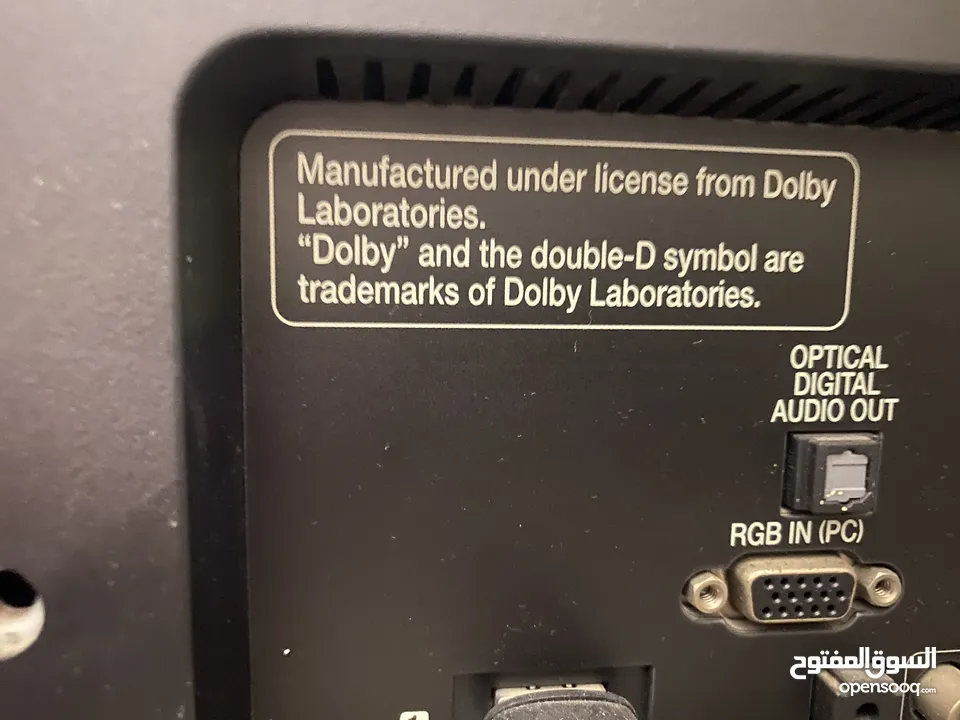 Manufactured under license from Dolby
Laboratories.
“Dolby” and the double-D symbol are
trademarks of Dolby Laboratories.
OPTICAL
DIGITAL
AUDIO OUT
RGB IN (PC)
السوق المفتوح
opensooq.com